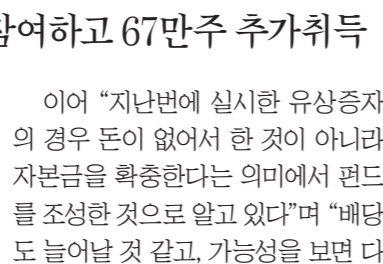 참여하고 67만주 추가취득
이어 “지난번에 실시한 유상증자
의 경우 돈이 없어서 한 것이 아니라
자본금을 확충한다는 의미에서 펀드
를 조성한 것으로 알고 있다”며 “배당
도 늘어날 것 같고, 가능성을 보면 다